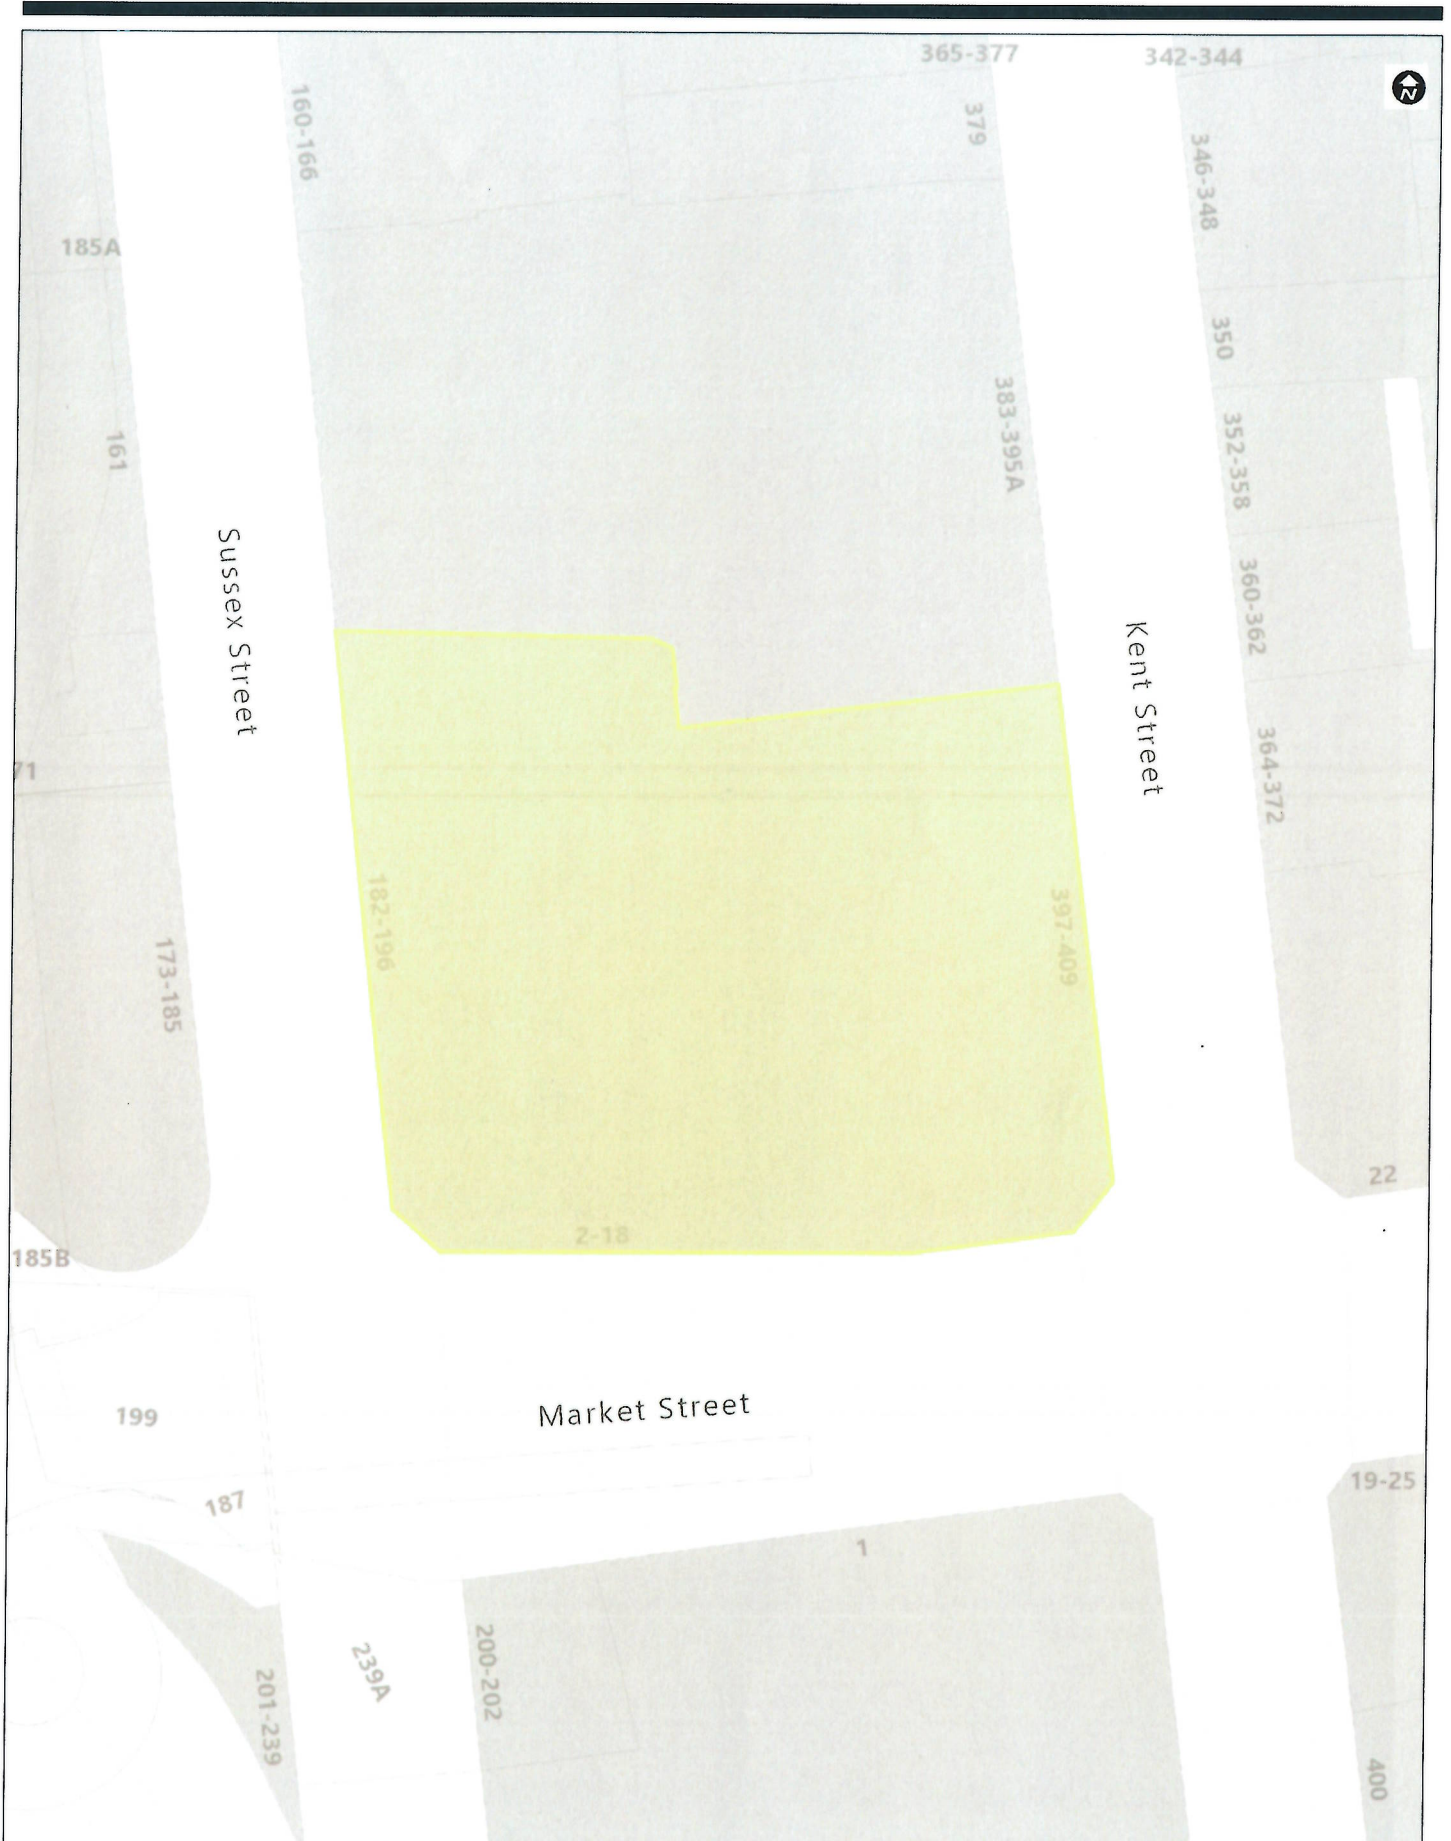 365-377
342-344
N
160-166
379
346-348
185A
350
383-395A
161
352-358
Sussex Street
360-362
Kent Street
364-372
71
182-196
397-409
173-185
22
2-18
185B
Market Street
199
19-25
187
1
239A
200-202
201-239
400